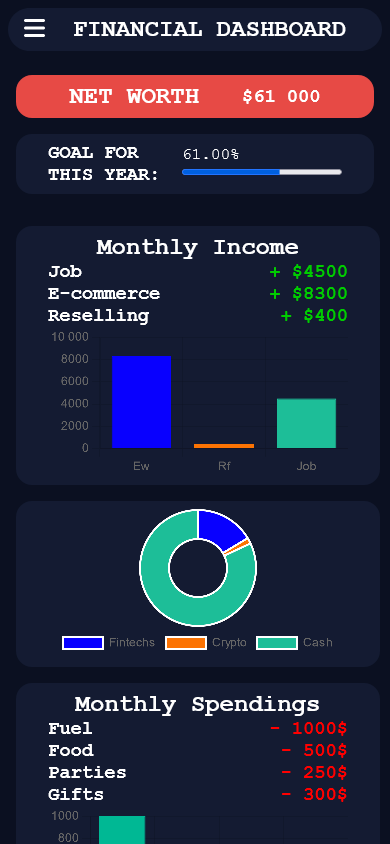 FINANCIAL DASHBOARD
NET WORTH $61 000
GOAL FOR
THIS YEAR:
61.00%
Monthly Income
Job + $4500
E-commerce + $8300
Reselling + $400
10 000
8000
6000
4000
2000
0
Ew Rf Job
Fintechs Crypto Cash
Monthly Spendings
Fuel - 1000$
Food - 500$
Parties - 250$
Gifts - 300$
1000
800